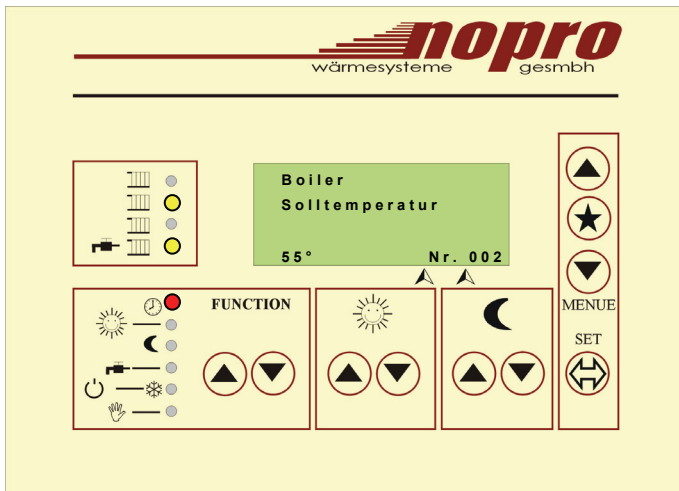 nopro
wärmesysteme gesmbh
Boiler
Solltemperatur
55° Nr. 002
FUNCTION
MENUE
SET